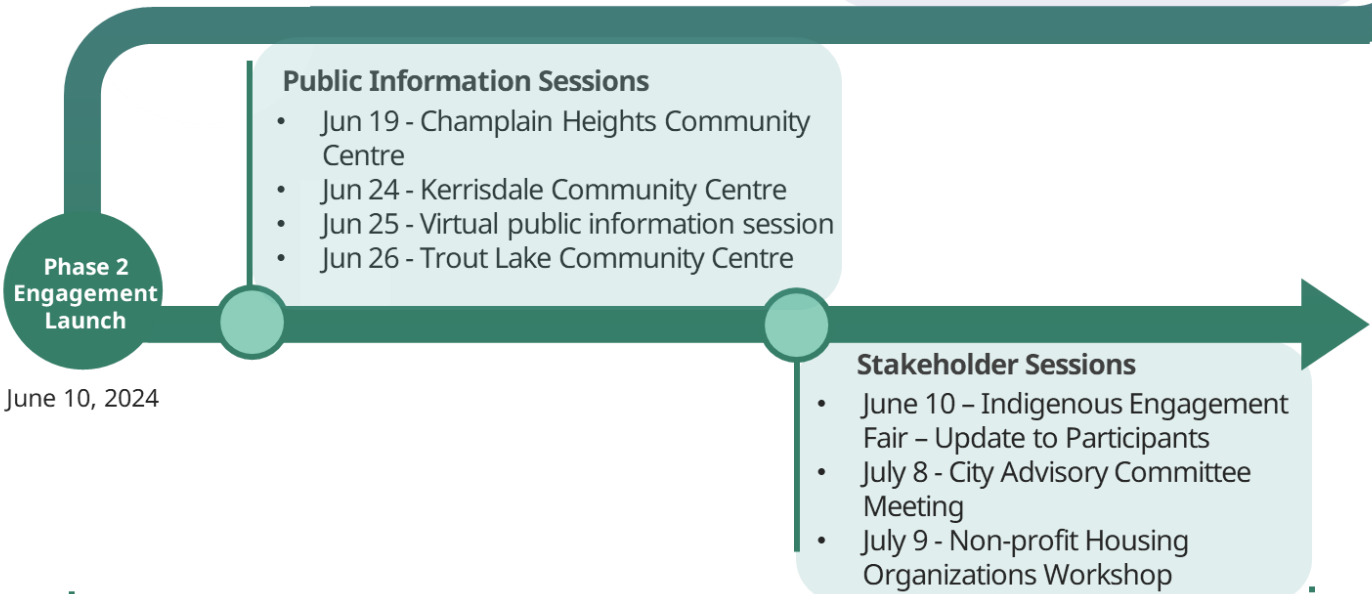 Public Information Sessions
• Jun 19 - Champlain Heights Community
Centre
• Jun 24 - Kerrisdale Community Centre
• Jun 25 - Virtual public information session
• Jun 26 - Trout Lake Community Centre
Phase 2
Engagement
Launch
June 10, 2024
Stakeholder Sessions
• June 10 – Indigenous Engagement
Fair – Update to Participants
• July 8 - City Advisory Committee
Meeting
• July 9 - Non-profit Housing
Organizations Workshop